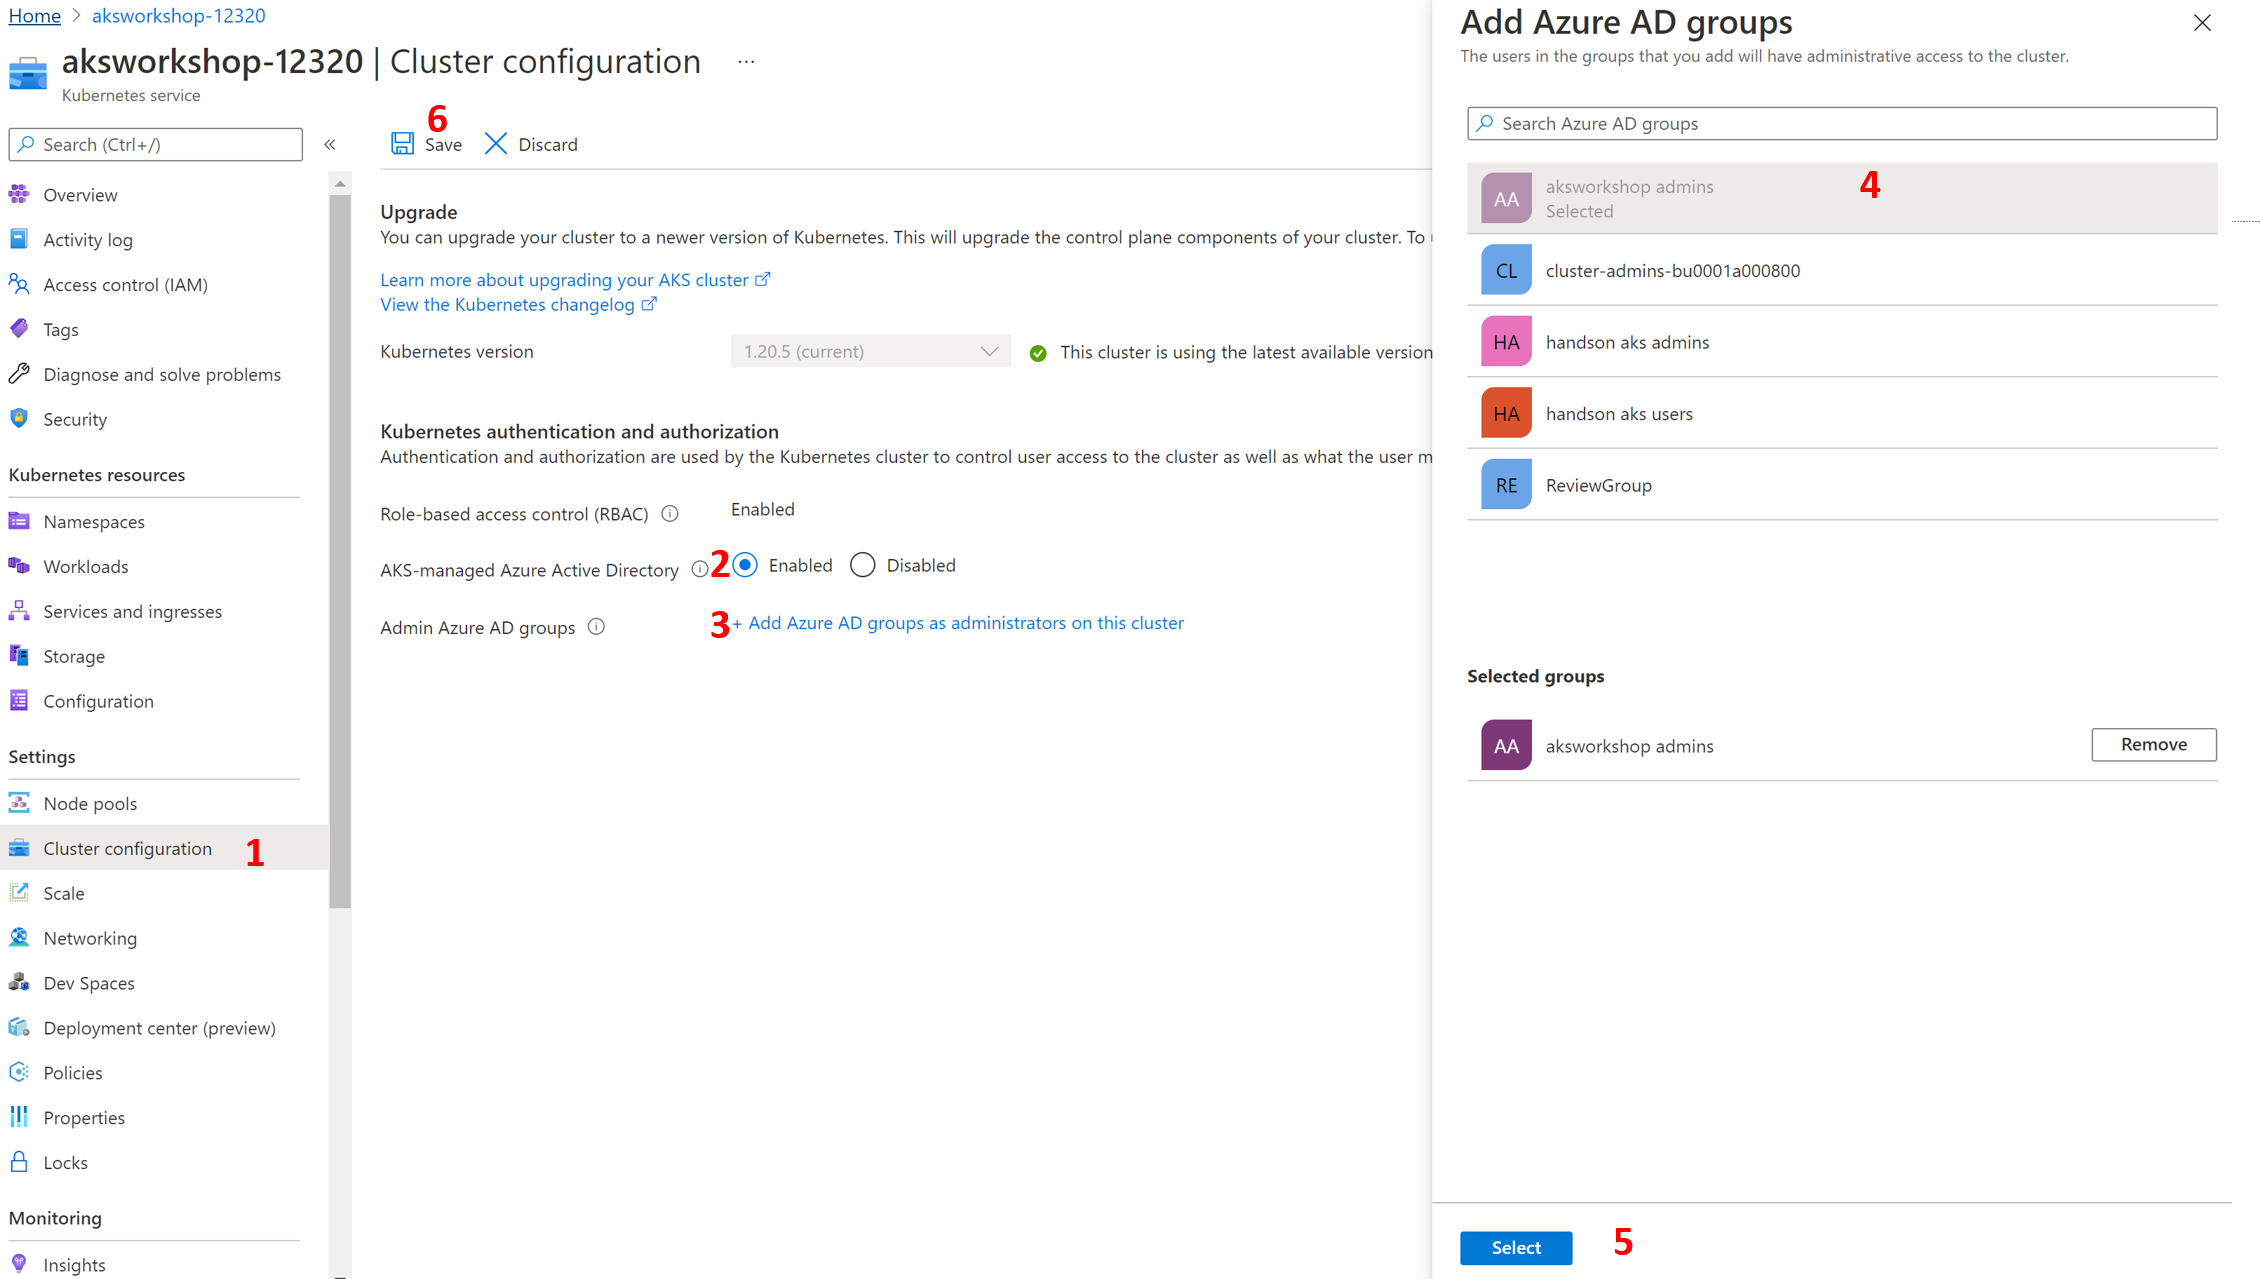 Home > aksworkshop-12320
aksworkshop-12320 | Cluster configuration ...
Kubernetes service
Search (Ctrl+/)
«
Overview
Activity log
Access control (IAM)
Tags
Diagnose and solve problems
Security
Kubernetes resources
Namespaces
Workloads
Services and ingresses
Storage
Configuration
Settings
Node pools
Cluster configuration 1
Scale
Networking
Dev Spaces
Deployment center (preview)
Policies
Properties
Locks
Monitoring
Insights
6
Save Discard
Upgrade
You can upgrade your cluster to a newer version of Kubernetes. This will upgrade the control plane components of your cluster. To
Learn more about upgrading your AKS cluster
View the Kubernetes changelog
Kubernetes version 1.20.5 (current) This cluster is using the latest available version
Kubernetes authentication and authorization
Authentication and authorization are used by the Kubernetes cluster to control user access to the cluster as well as what the user m
Role-based access control (RBAC) Enabled
AKS-managed Azure Active Directory 2 Enabled Disabled
Admin Azure AD groups 3 + Add Azure AD groups as administrators on this cluster
Add Azure AD groups
The users in the groups that you add will have administrative access to the cluster.
Search Azure AD groups
AA aksworkshop admins 4
Selected
CL cluster-admins-bu0001a000800
HA handson aks admins
HA handson aks users
RE ReviewGroup
Selected groups
AA aksworkshop admins Remove
Select 5